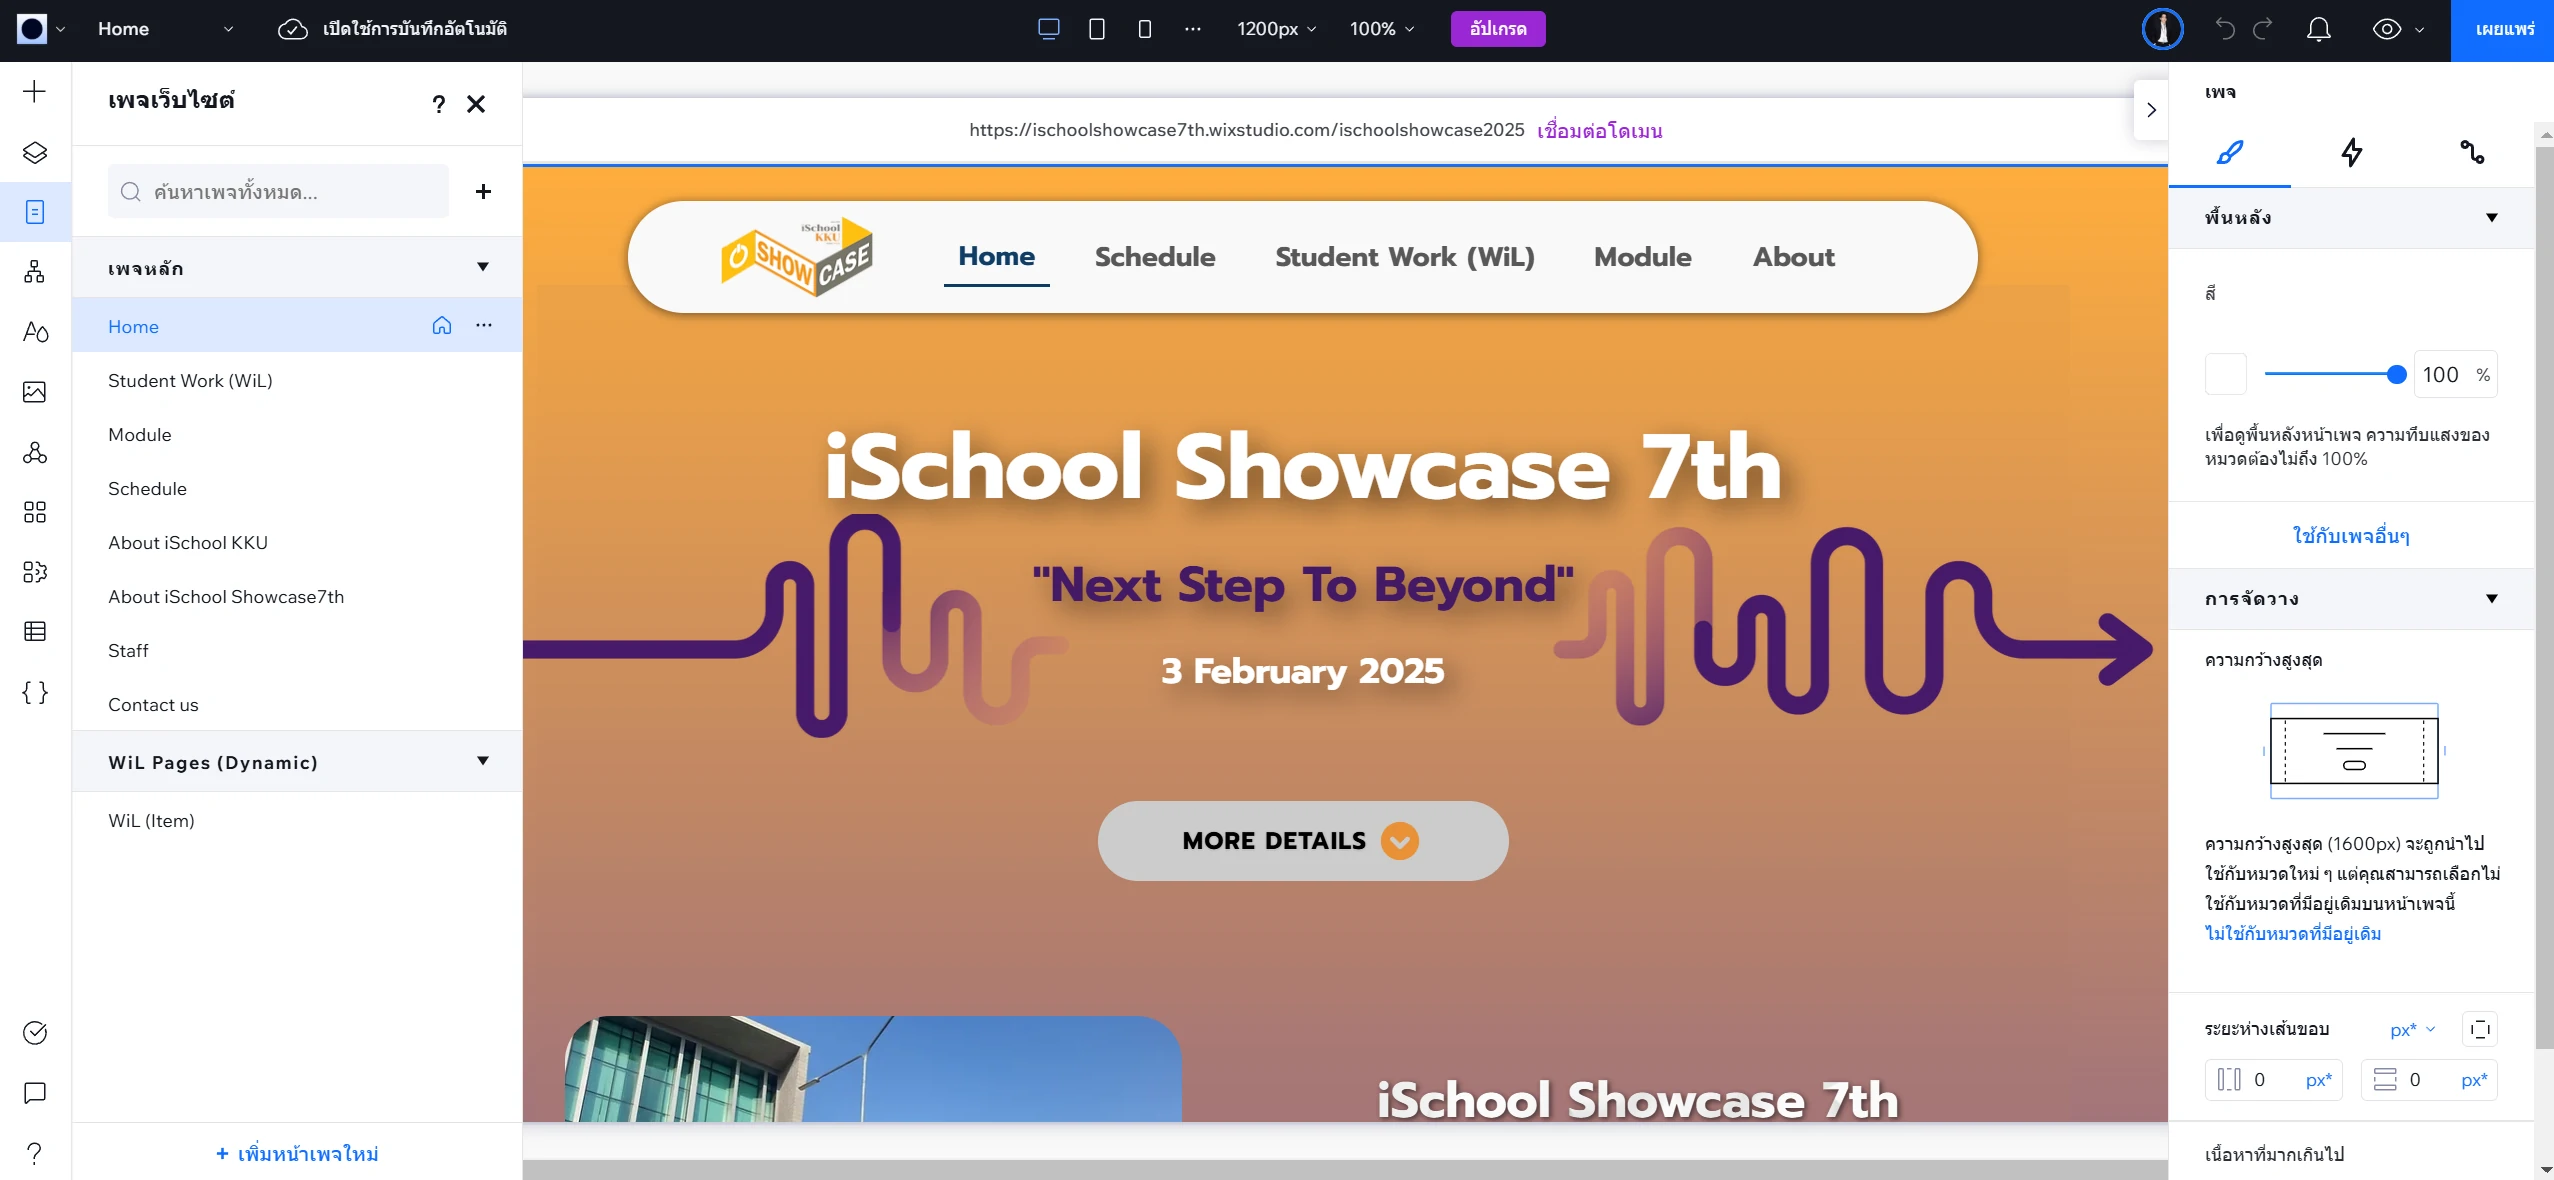 Home
เปิดใช้การบันทึกอัตโนมัติ
1200px
100%
อัปเกรด
เผยแพร่
เพจเว็บไซต์
?
ค้นหาเพจทั้งหมด...
เพจหลัก
Home
Student Work (WiL)
Module
Schedule
About iSchool KKU
About iSchool Showcase7th
Staff
Contact us
WiL Pages (Dynamic)
WiL (Item)
+ เพิ่มหน้าเพจใหม่
https://ischoolshowcase7th.wixstudio.com/ischoolshowcase2025 เชื่อมต่อโดเมน
iSchool
KKU
SHOW CASE
Home
Schedule
Student Work (WiL)
Module
About
iSchool Showcase 7th
"Next Step To Beyond"
3 February 2025
MORE DETAILS
iSchool Showcase 7th
เพจ
พื้นหลัง
สี
100 %
เพื่อดูพื้นหลังหน้าเพจ ความทึบแสงของ
หมวดต้องไม่ถึง 100%
ใช้กับเพจอื่นๆ
การจัดวาง
ความกว้างสูงสุด
ความกว้างสูงสุด (1600px) จะถูกนำไป
ใช้กับหมวดใหม่ ๆ แต่คุณสามารถเลือกไม่
ใช้กับหมวดที่มีอยู่เดิมบนหน้าเพจนี้
ไม่ใช้กับหมวดที่มีอยู่เดิม
ระยะห่างเส้นขอบ
px*
0 px*
0 px*
เนื้อหาที่มากเกินไป